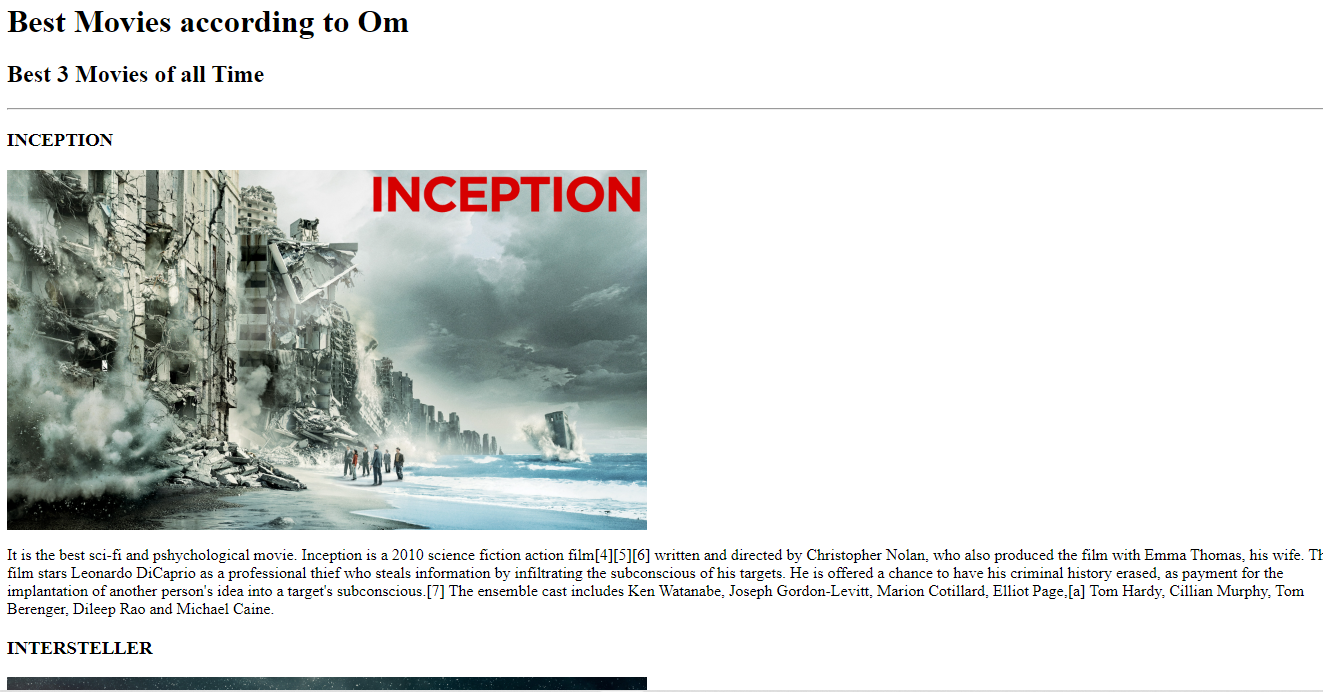 Best Movies according to Om
Best 3 Movies of all Time
INCEPTION
INCEPTION
It is the best sci-fi and pshychological movie. Inception is a 2010 science fiction action film[4][5][6] written and directed by Christopher Nolan, who also produced the film with Emma Thomas, his wife. Th
film stars Leonardo DiCaprio as a professional thief who steals information by infiltrating the subconscious of his targets. He is offered a chance to have his criminal history erased, as payment for the
implantation of another person's idea into a target's subconscious.[7] The ensemble cast includes Ken Watanabe, Joseph Gordon-Levitt, Marion Cotillard, Elliot Page,[a] Tom Hardy, Cillian Murphy, Tom
Berenger, Dileep Rao and Michael Caine.
INTERSTELLER